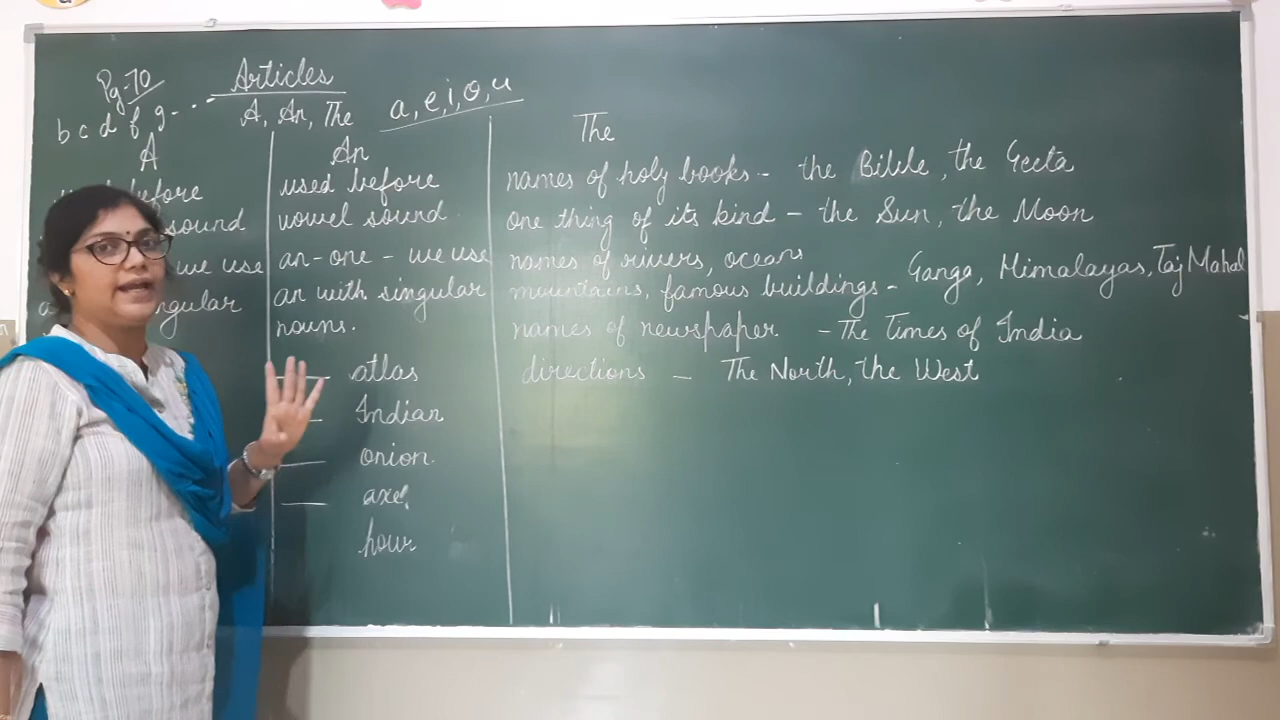 Pg-70
Articles
b c d f g- ...
A, An, The
a, e, i, o, u
A
before
sound
we use
An
used before
vowel sound.
an-one - we use
an with singular
nouns.
atlas
Indian
onion.
axe
hour
The
names of holy books - the Bible, the Geeta
one thing of its kind - the Sun, the Moon
names of rivers, oceans
mountains, famous buildings - Ganga, Himalayas, Taj Mahal
names of newspaper - The Times of India
directions - The North, the West